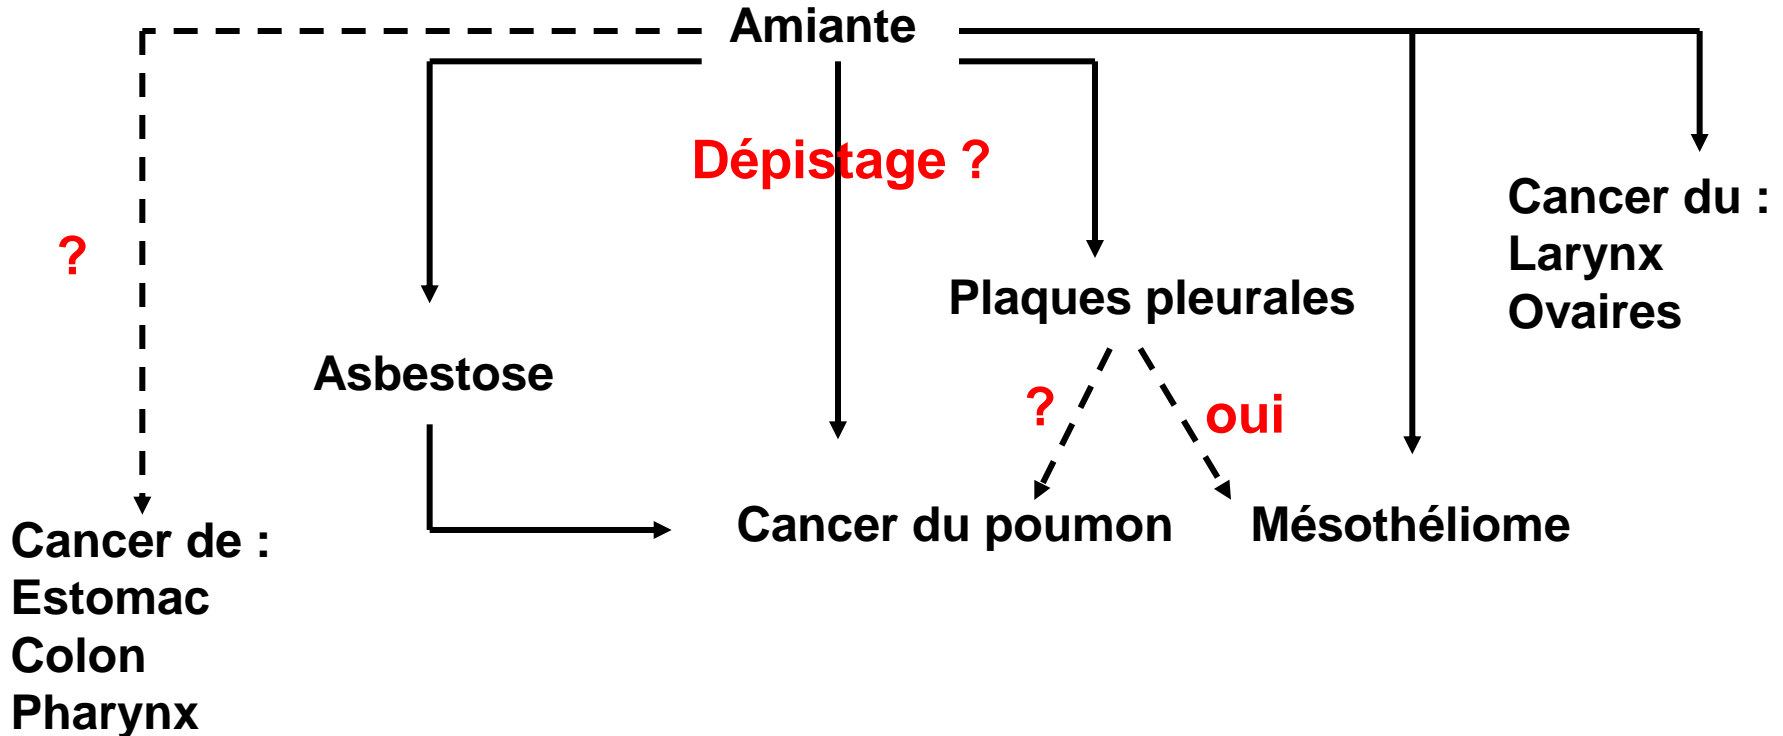 Amiante
Dépistage ?
Cancer du :
Larynx
Ovaires
?
Plaques pleurales
Asbestose
?
oui
Cancer du poumon
Mésothéliome
Cancer de :
Estomac
Colon
Pharynx